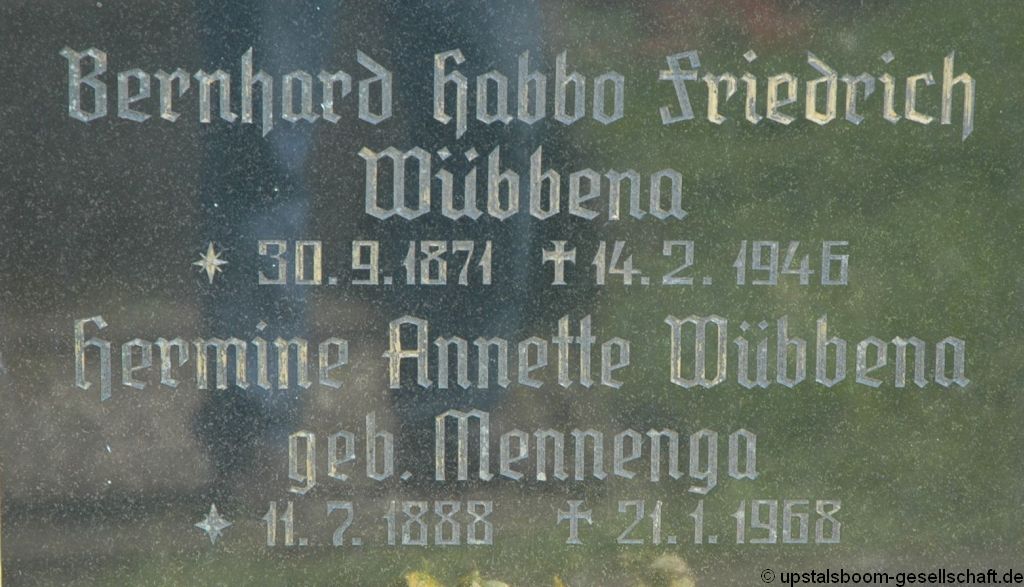 Bernhard Habbo Friedrich
Wübbena
* 30.9.1871 ✝ 14.2.1946
Hermine Annette Wübbena
geb. Mennenga
* 11.7.1888 ✝ 21.1.1968
© upstalsboom-gesellschaft.de